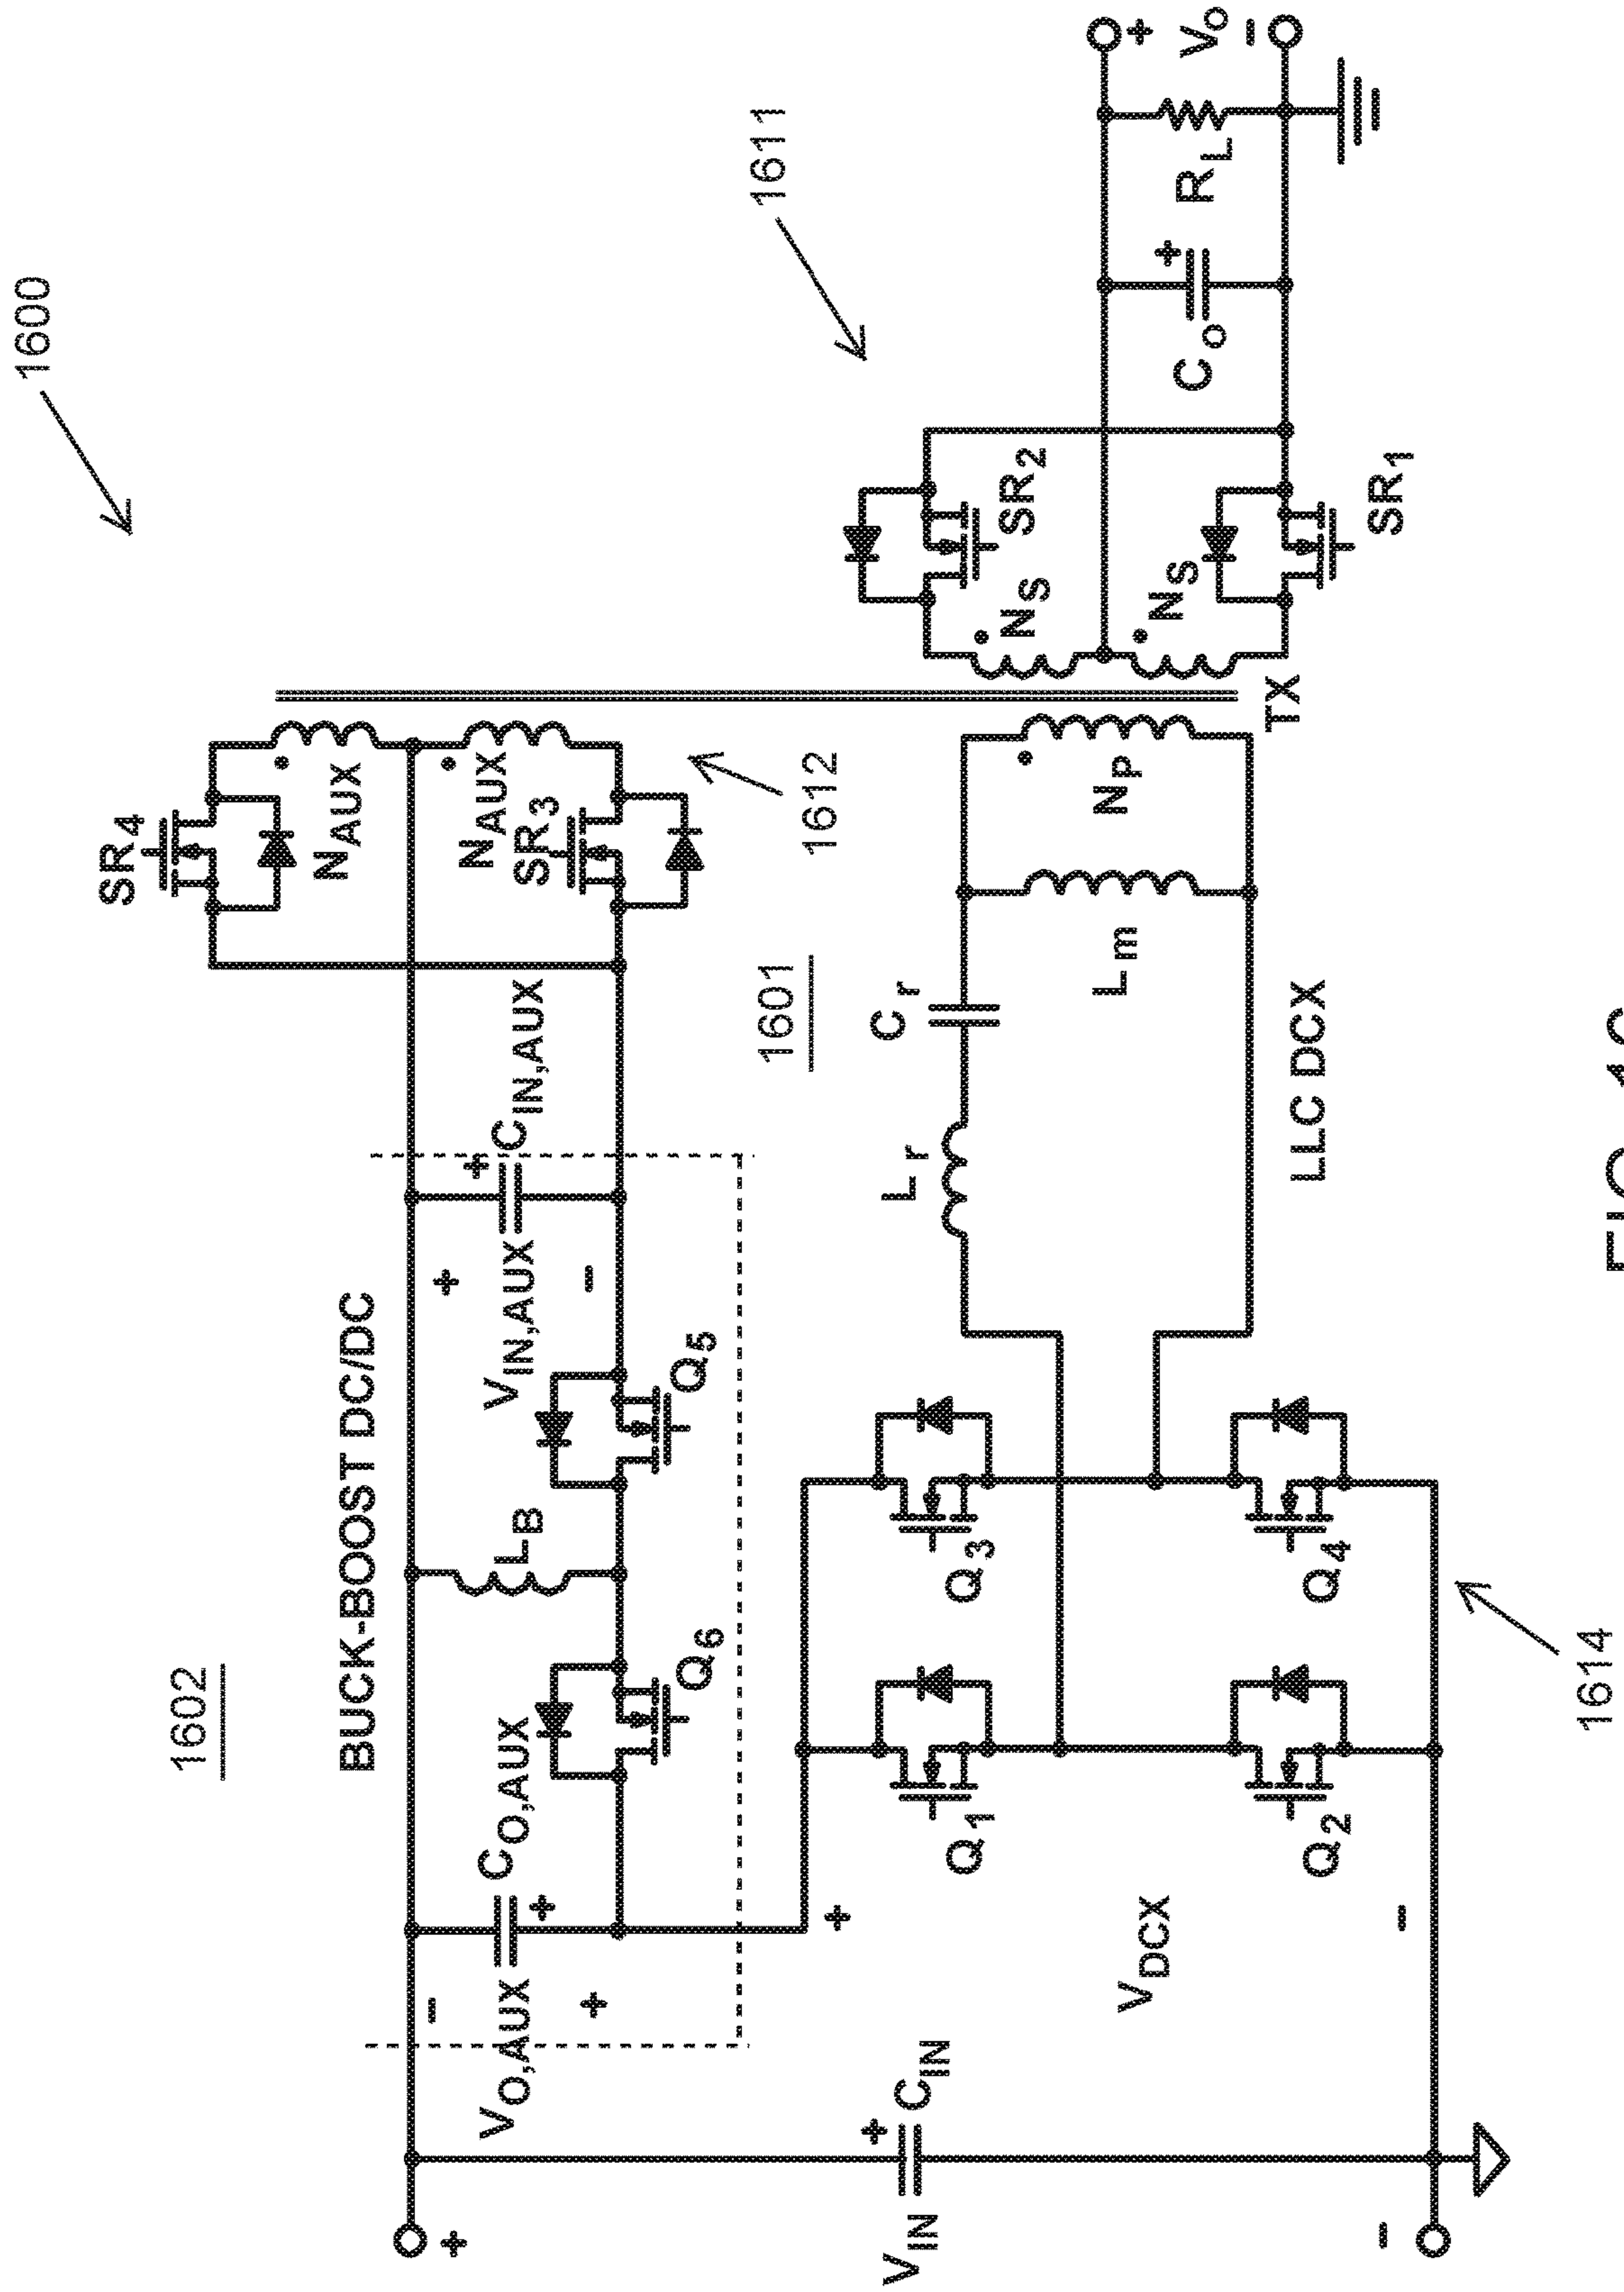 1600
1602
BUCK-BOOST DC/DC
SR4
NAUX
NAUX
SR3
1612
VO,AUX
CO,AUX
Q6
LB
Q5
VIN,AUX
CIN,AUX
+
-
+
+
-
+
1601
1611
VIN
CIN
+
+
-
VDCX
+
-
Q1
Q2
Q3
Q4
1614
Lr
Cr
Lm
NP
LLC DCX
TX
NS
NS
SR2
SR1
CO
+
RL
+
VO
-